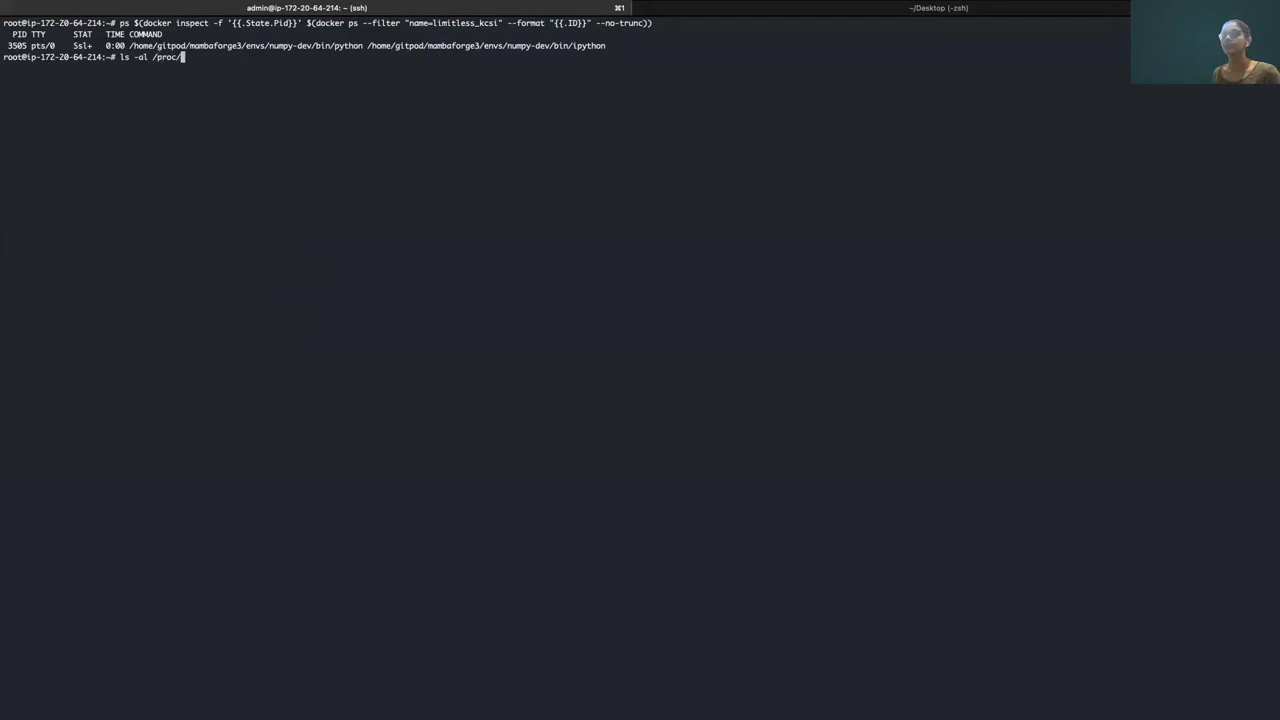 admin@ip-172-20-64-214: ~ (ssh)
⌘1
~/Desktop (-zsh)
root@ip-172-20-64-214:~# ps $(docker inspect -f '{{.State.Pid}}' $(docker ps --filter "name=limitless_kcsi" --format "{{.ID}}" --no-trunc))
PID TTY STAT TIME COMMAND
3505 pts/0 Ssl+ 0:00 /home/gitpod/mambaforge3/envs/numpy-dev/bin/python /home/gitpod/mambaforge3/envs/numpy-dev/bin/ipython
root@ip-172-20-64-214:~# ls -al /proc/